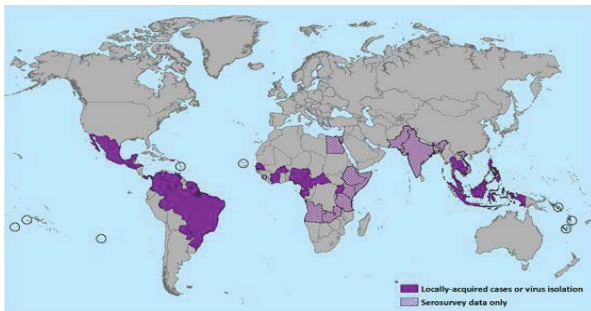 Locally-acquired cases or virus isolation
Serosurvey data only